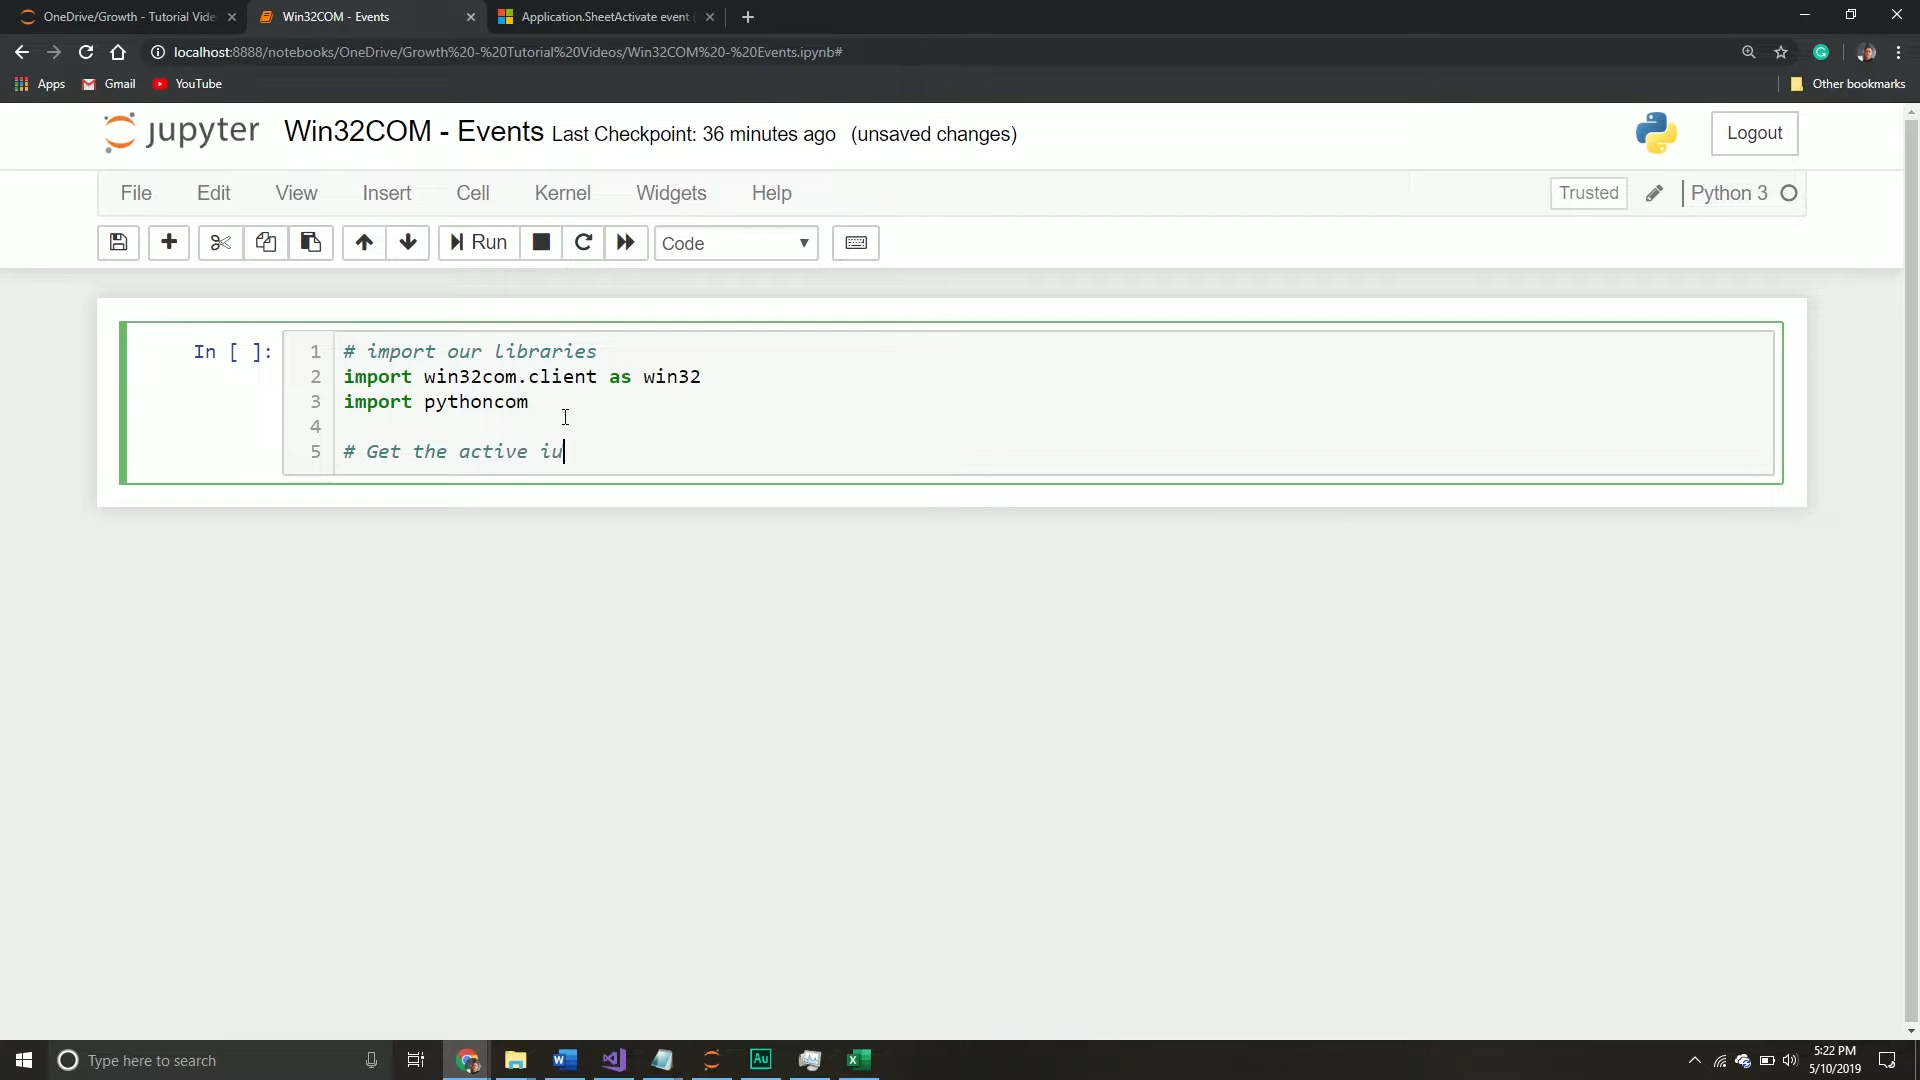 OneDrive/Growth - Tutorial Vide
Win32COM - Events
Application.SheetActivate event (
localhost:8888/notebooks/OneDrive/Growth%20-%20Tutorial%20Videos/Win32COM%20-%20Events.ipynb#
Apps
Gmail
YouTube
Other bookmarks
jupyter
Win32COM - Events Last Checkpoint: 36 minutes ago (unsaved changes)
Logout
File
Edit
View
Insert
Cell
Kernel
Widgets
Help
Trusted
Python 3
Run
Code
In [ ]:
1 # import our libraries
2 import win32com.client as win32
3 import pythoncom
4
5 # Get the active iu
Type here to search
Au
5:22 PM
5/10/2019